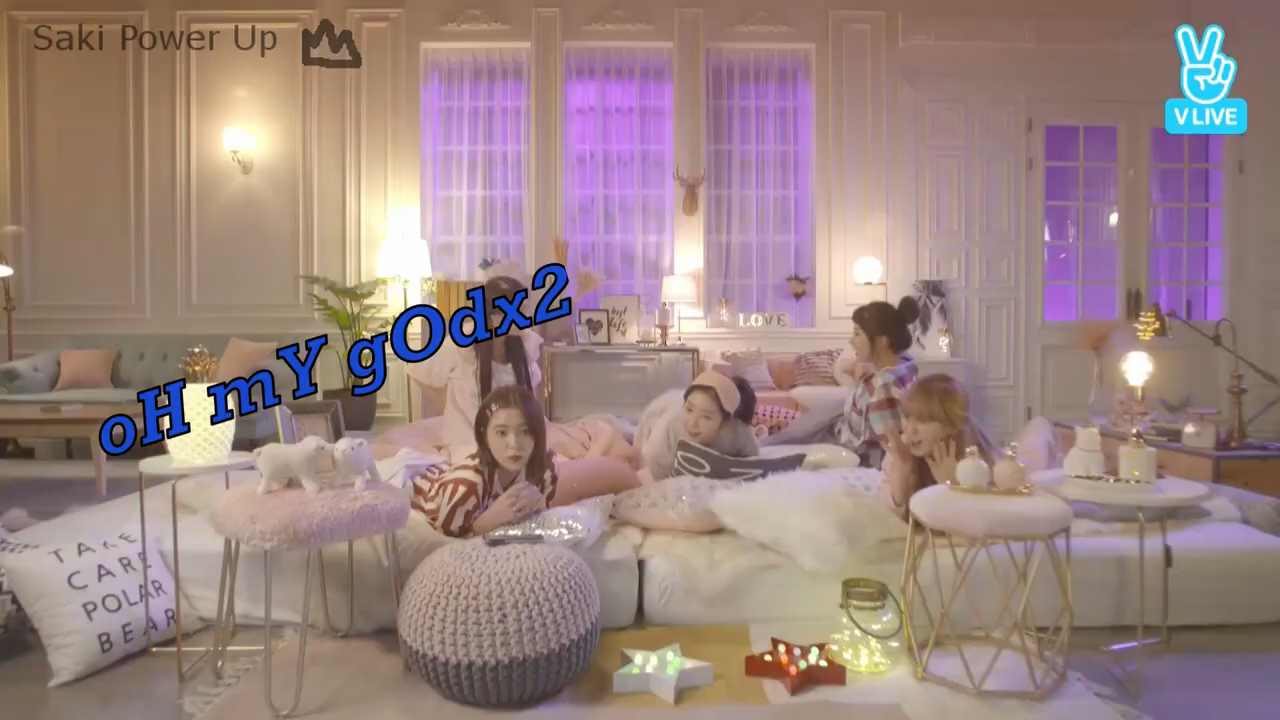 Saki Power Up
V LIVE
oH mY gOdx2
LOVE
TAKE
CARE
POLAR
BEAR